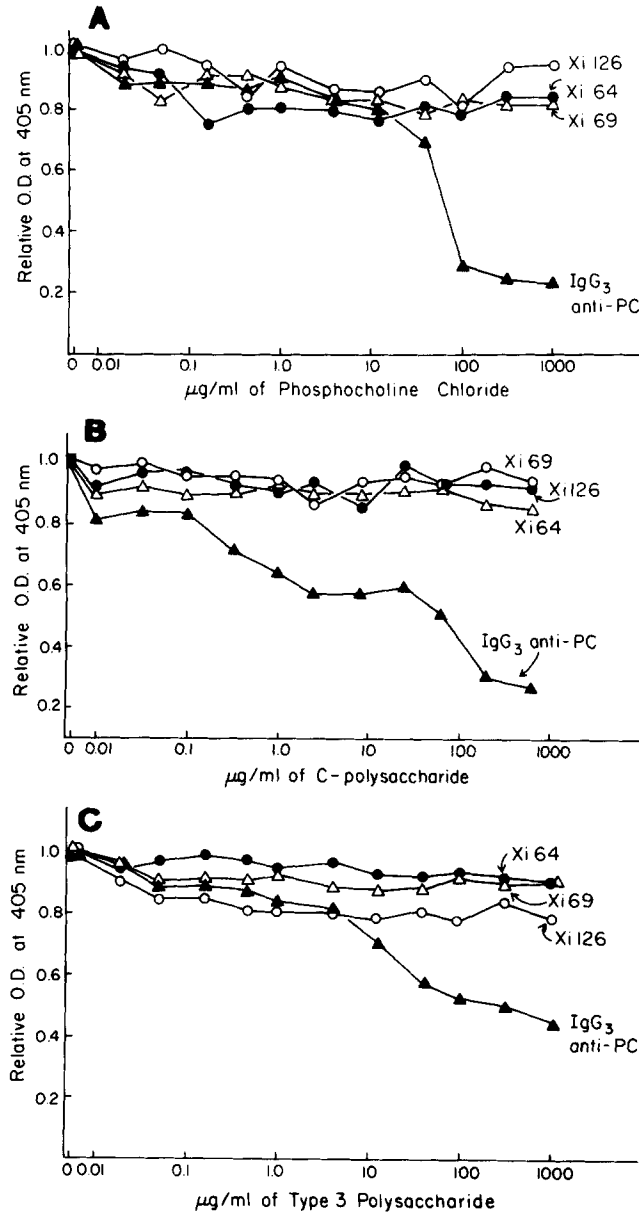 A
Relative O.D. at 405 nm
1.0
0.8
0.6
0.4
0.2
Xi 126
Xi 64
Xi 69
IgG3
anti-PC
0 0.01 0.1 1.0 10 100 1000
μg/ml of Phosphocholine Chloride
B
Relative O.D. at 405 nm
1.0
0.8
0.6
0.4
0.2
Xi 69
Xi 126
Xi 64
IgG3 anti-PC
0 0.01 0.1 1.0 10 100 1000
μg/ml of C-polysaccharide
C
Relative O.D. at 405 nm
1.0
0.8
0.6
0.4
0.2
Xi 64
Xi 69
Xi 126
IgG3
anti-PC
0 0.01 0.1 1.0 10 100 1000
μg/ml of Type 3 Polysaccharide